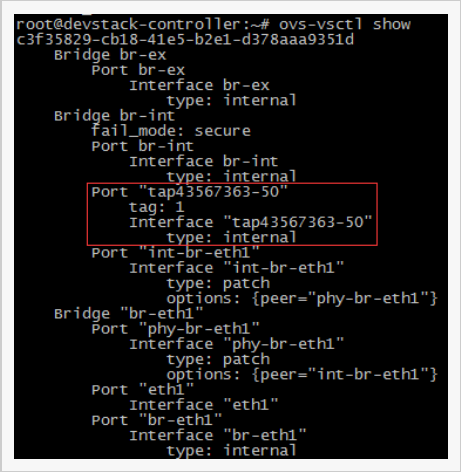 root@devstack-controller:~# ovs-vsctl show
c3f35829-cb18-41e5-b2e1-d378aaa9351d
    Bridge br-ex
        Port br-ex
            Interface br-ex
                type: internal
    Bridge br-int
        fail_mode: secure
        Port br-int
            Interface br-int
                type: internal
        Port "tap43567363-50"
            tag: 1
            Interface "tap43567363-50"
                type: internal
        Port "int-br-eth1"
            Interface "int-br-eth1"
                type: patch
                options: {peer="phy-br-eth1"}
    Bridge "br-eth1"
        Port "phy-br-eth1"
            Interface "phy-br-eth1"
                type: patch
                options: {peer="int-br-eth1"}
        Port "eth1"
            Interface "eth1"
        Port "br-eth1"
            Interface "br-eth1"
                type: internal